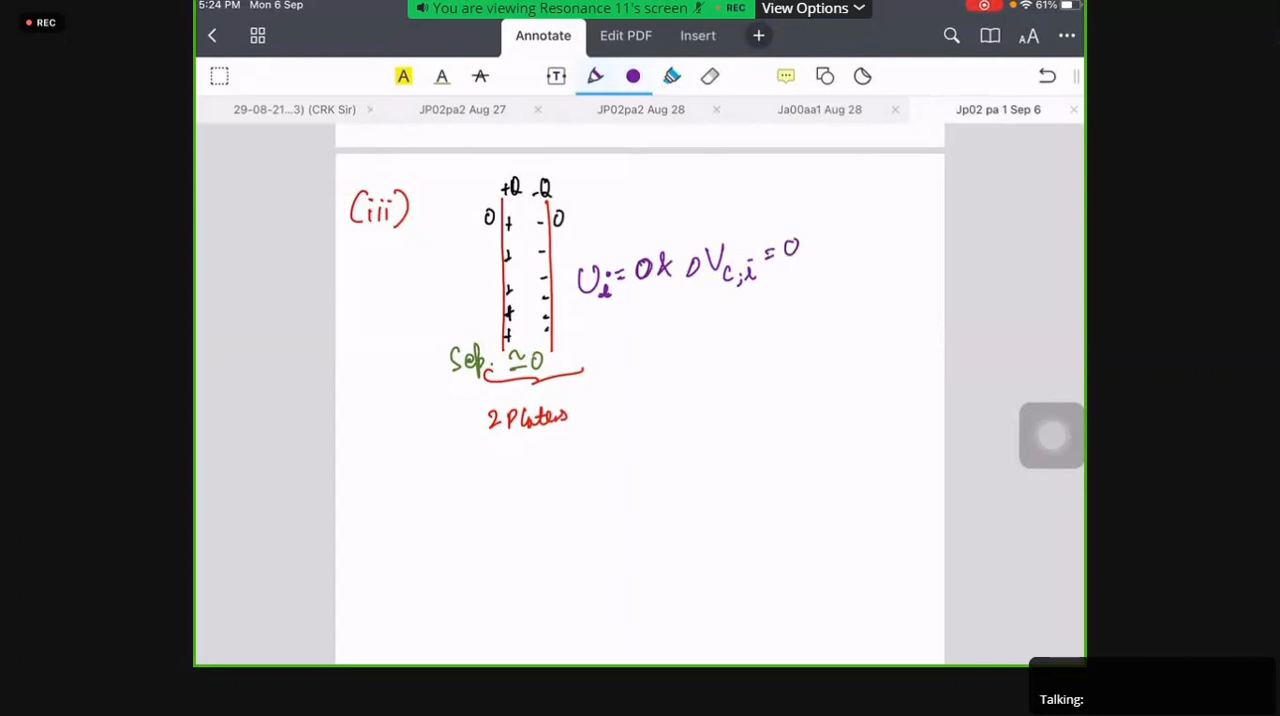 5:24 PM Mon 6 Sep
You are viewing Resonance 11's screen
REC
View Options
61%
REC
Annotate
Edit PDF
Insert
29-08-21...3) (CRK Sir)
JP02pa2 Aug 27
JP02pa2 Aug 28
Ja00aa1 Aug 28
Jp02 pa 1 Sep 6
(iii)
+Q -Q
0 + - 0
Ui = 0 & ΔVc,i = 0
Sep. ≃ 0
2 Plates
Talking: